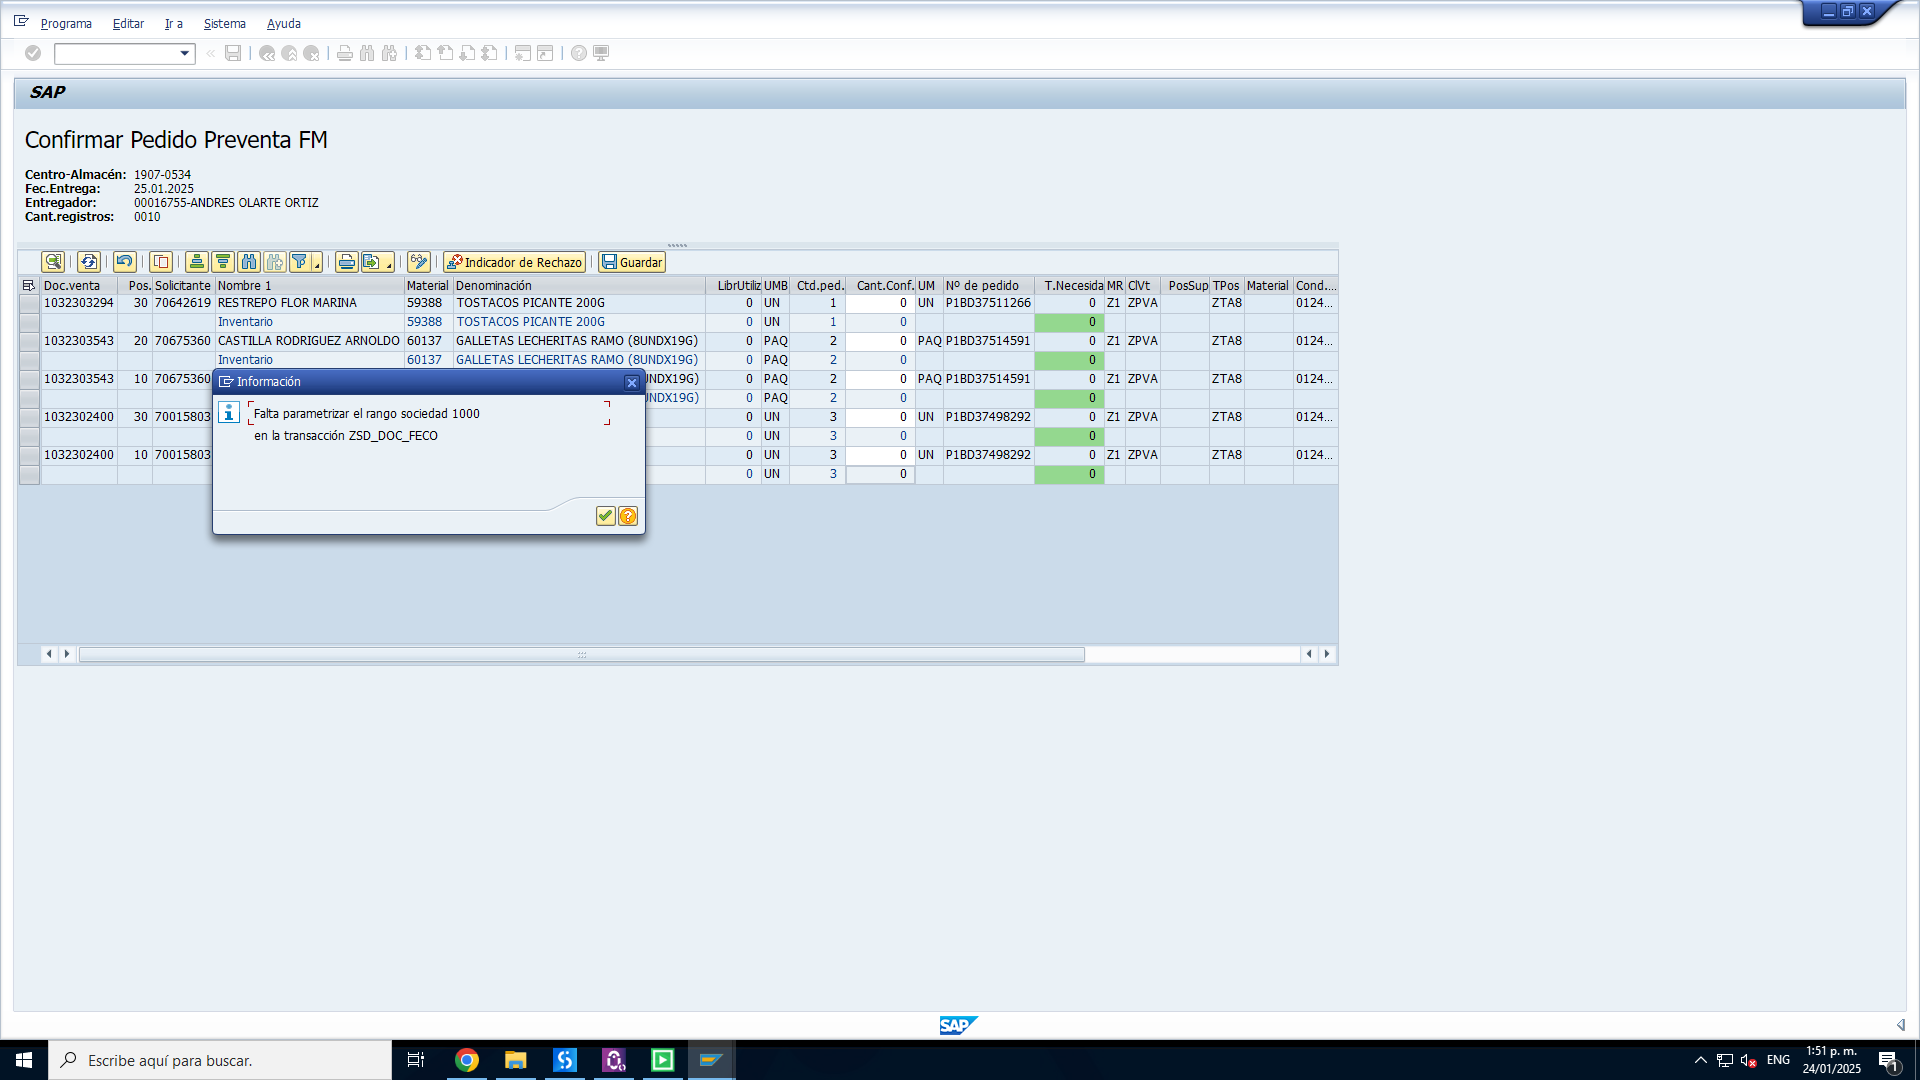 Programa Editar Ir a Sistema Ayuda
SAP
Confirmar Pedido Preventa FM
Centro-Almacén: 1907-0534
Fec.Entrega: 25.01.2025
Entregador: 00016755-ANDRES OLARTE ORTIZ
Cant.registros: 0010
Indicador de Rechazo Guardar
Doc.venta Pos. Solicitante Nombre 1 Material Denominación LibrUtiliz UMB Ctd.ped. Cant.Conf. UM Nº de pedido T.Necesida MR ClVt PosSup TPos Material Cond....
1032303294 30 70642619 RESTREPO FLOR MARINA 59388 TOSTACOS PICANTE 200G 0 UN 1 0 UN P1BD37511266 0 Z1 ZPVA ZTA8 0124...
Inventario 59388 TOSTACOS PICANTE 200G 0 UN 1 0 0
1032303543 20 70675360 CASTILLA RODRIGUEZ ARNOLDO 60137 GALLETAS LECHERITAS RAMO (8UNDX19G) 0 PAQ 2 0 PAQ P1BD37514591 0 Z1 ZPVA ZTA8 0124...
Inventario 60137 GALLETAS LECHERITAS RAMO (8UNDX19G) 0 PAQ 2 0 0
1032303543 10 70675360 UNDX19G) 0 PAQ 2 0 PAQ P1BD37514591 0 Z1 ZPVA ZTA8 0124...
UNDX19G) 0 PAQ 2 0 0
1032302400 30 70015803 0 UN 3 0 UN P1BD37498292 0 Z1 ZPVA ZTA8 0124...
0 UN 3 0 0
1032302400 10 70015803 0 UN 3 0 UN P1BD37498292 0 Z1 ZPVA ZTA8 0124...
0 UN 3 0 0
Información
Falta parametrizar el rango sociedad 1000
en la transacción ZSD_DOC_FECO
SAP
Escribe aquí para buscar.
ENG
1:51 p. m.
24/01/2025
1